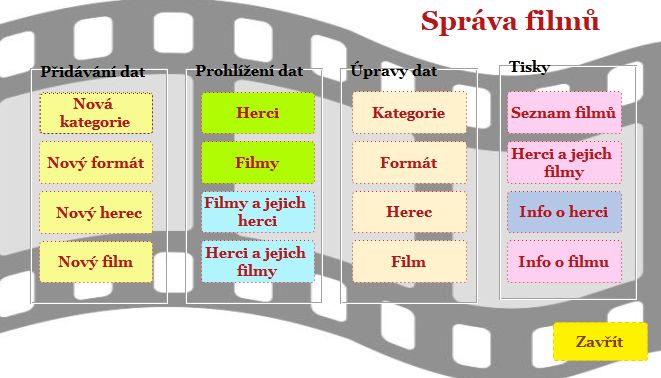 Správa filmů
Přidávání dat
Nová
kategorie
Nový formát
Nový herec
Nový film
Prohlížení dat
Herci
Filmy
Filmy a jejich
herci
Herci a jejich
filmy
Úpravy dat
Kategorie
Formát
Herec
Film
Tisky
Seznam filmů
Herci a jejich
filmy
Info o herci
Info o filmu
Zavřít